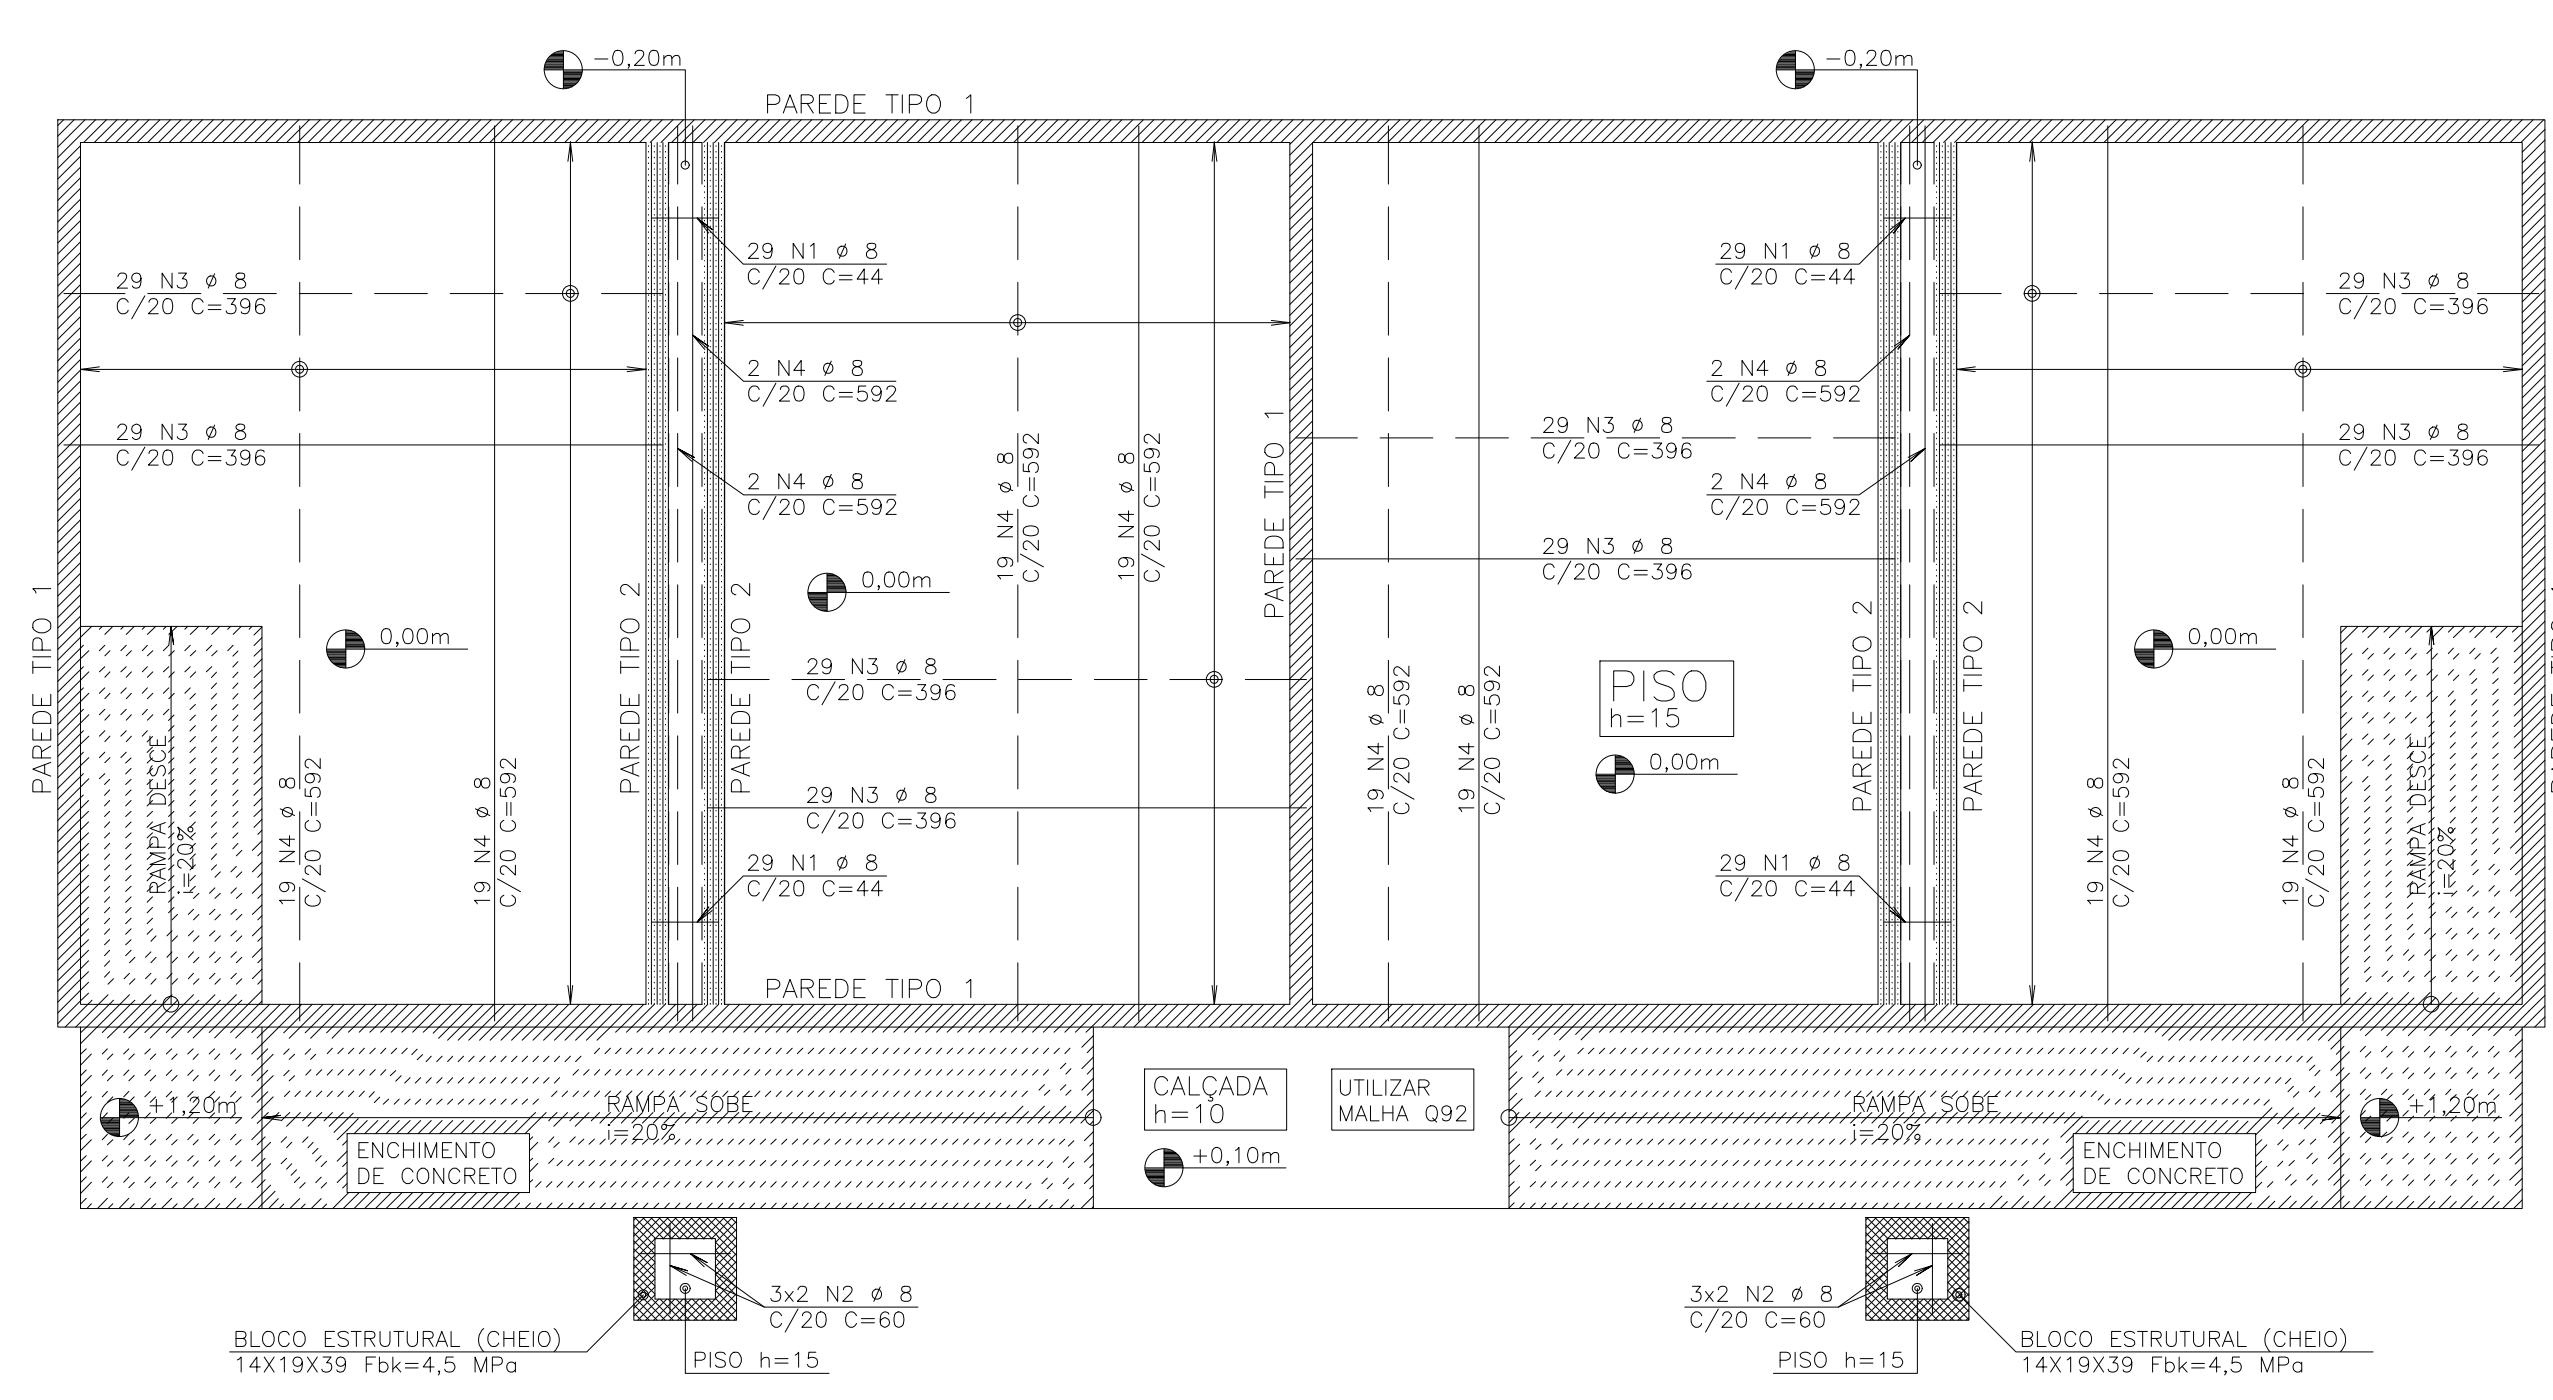 -0,20m
-0,20m
PAREDE TIPO 1
29 N1 ø 8
C/20 C=44
29 N1 ø 8
C/20 C=44
29 N3 ø 8
C/20 C=396
29 N3 ø 8
C/20 C=396
2 N4 ø 8
C/20 C=592
2 N4 ø 8
C/20 C=592
29 N3 ø 8
C/20 C=396
29 N3 ø 8
C/20 C=396
29 N3 ø 8
C/20 C=396
2 N4 ø 8
C/20 C=592
2 N4 ø 8
C/20 C=592
19 N4 ø 8
C/20 C=592
19 N4 ø 8
C/20 C=592
PAREDE TIPO 1
29 N3 ø 8
C/20 C=396
0,00m
0,00m
0,00m
PAREDE TIPO 1
PAREDE TIPO 2
PAREDE TIPO 2
PAREDE TIPO 2
PAREDE TIPO 2
29 N3 ø 8
C/20 C=396
PISO
h=15
0,00m
19 N4 ø 8
C/20 C=592
19 N4 ø 8
C/20 C=592
RAMPA DESCE
i=20%
19 N4 ø 8
C/20 C=592
19 N4 ø 8
C/20 C=592
19 N4 ø 8
C/20 C=592
19 N4 ø 8
C/20 C=592
RAMPA DESCE
i=20%
29 N3 ø 8
C/20 C=396
29 N1 ø 8
C/20 C=44
29 N1 ø 8
C/20 C=44
PAREDE TIPO 1
+1,20m
RAMPA SOBE
i=20%
CALÇADA
h=10
UTILIZAR
MALHA Q92
RAMPA SOBE
i=20%
+1,20m
ENCHIMENTO
DE CONCRETO
+0,10m
ENCHIMENTO
DE CONCRETO
3x2 N2 ø 8
C/20 C=60
3x2 N2 ø 8
C/20 C=60
BLOCO ESTRUTURAL (CHEIO)
14X19X39 Fbk=4,5 MPa
PISO h=15
PISO h=15
BLOCO ESTRUTURAL (CHEIO)
14X19X39 Fbk=4,5 MPa